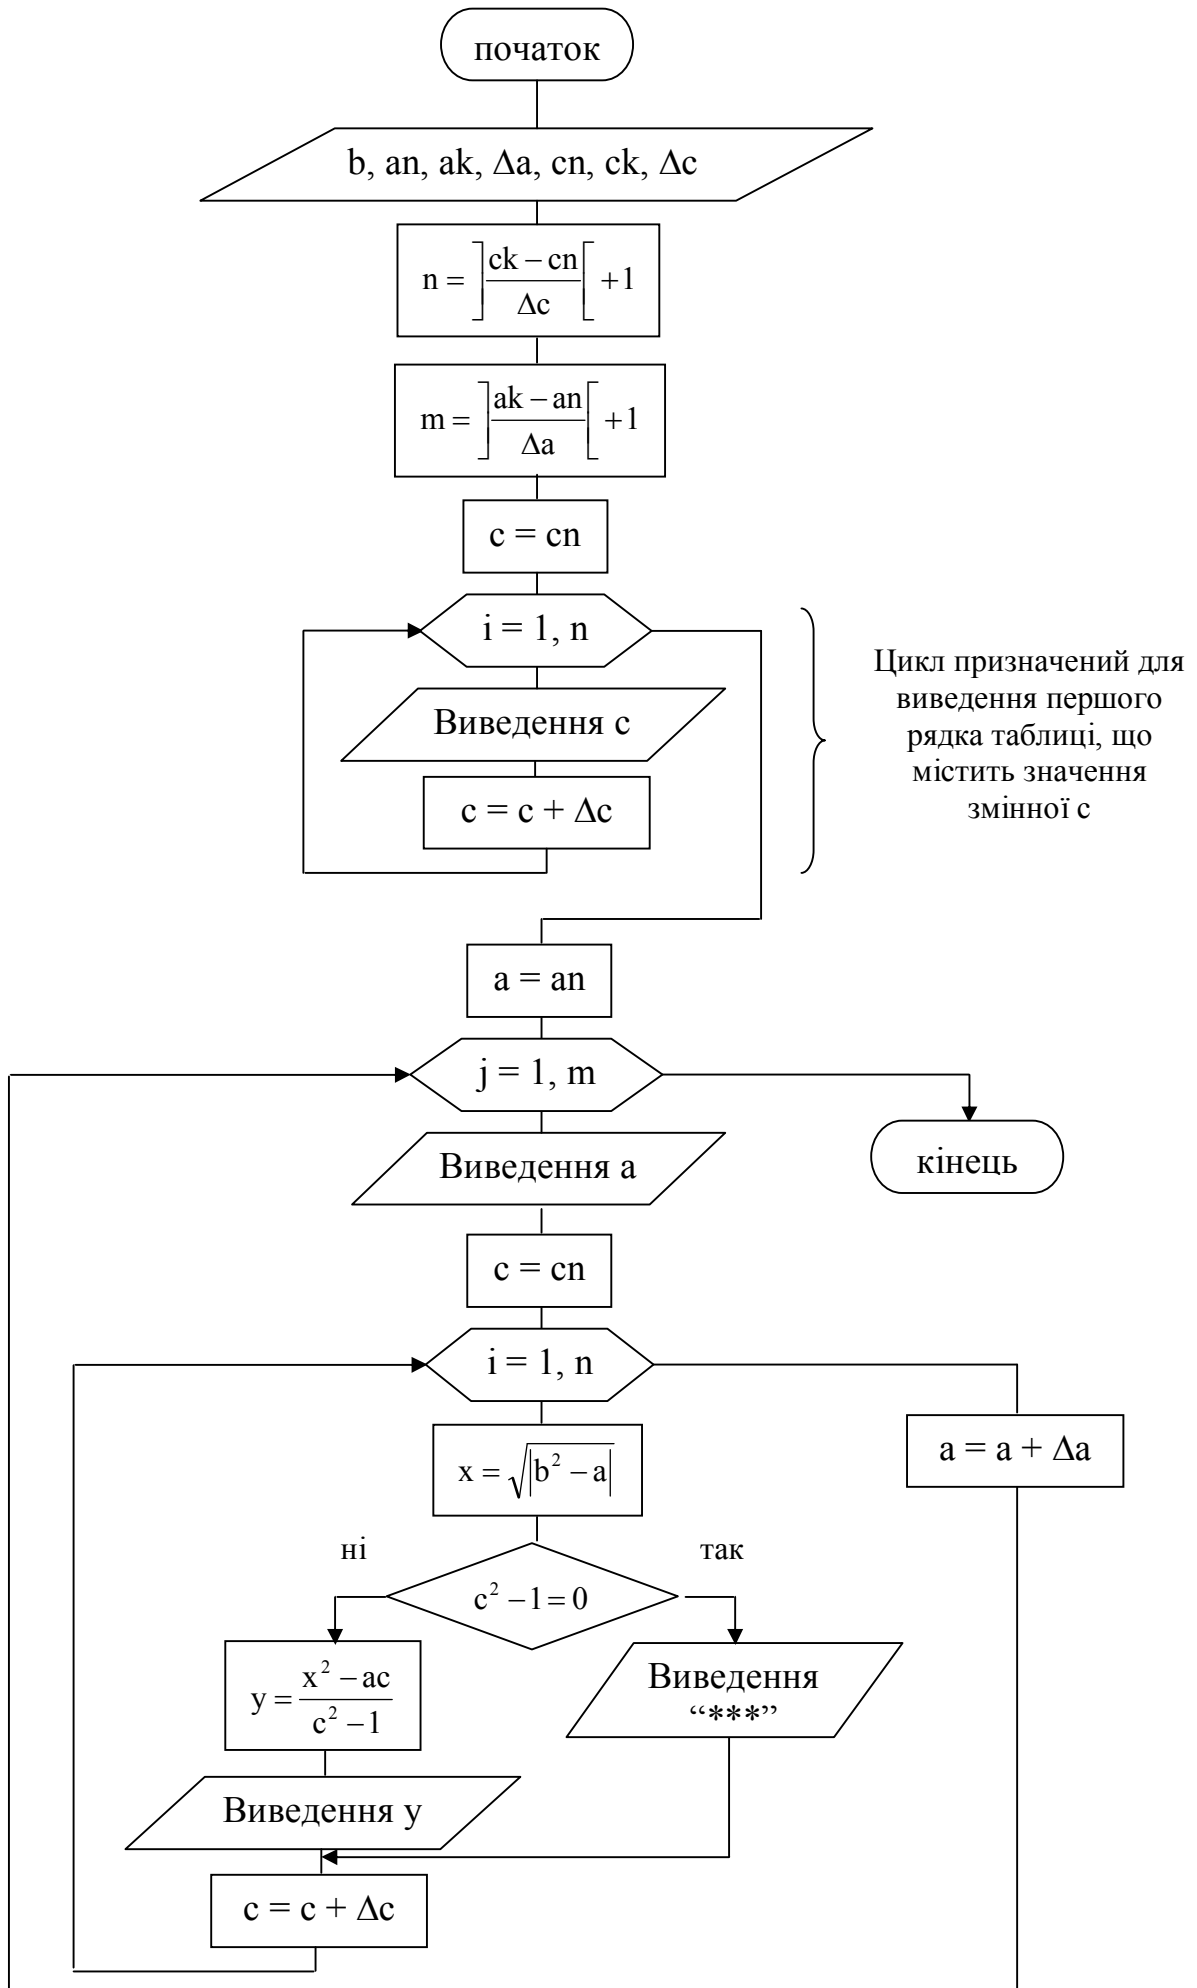 початок
b, an, ak, Δa, cn, ck, Δc
n = ](ck – cn)/Δc[ + 1
m = ](ak – an)/Δa[ + 1
c = cn
i = 1, n
Виведення c
c = c + Δc
Цикл призначений для
виведення першого
рядка таблиці, що
містить значення
змінної с
a = an
j = 1, m
Виведення a
кінець
c = cn
i = 1, n
x = √|b² – a|
a = a + Δa
ні
так
c² – 1 = 0
y = (x² – ac)/(c² – 1)
Виведення
“***”
Виведення y
c = c + Δc